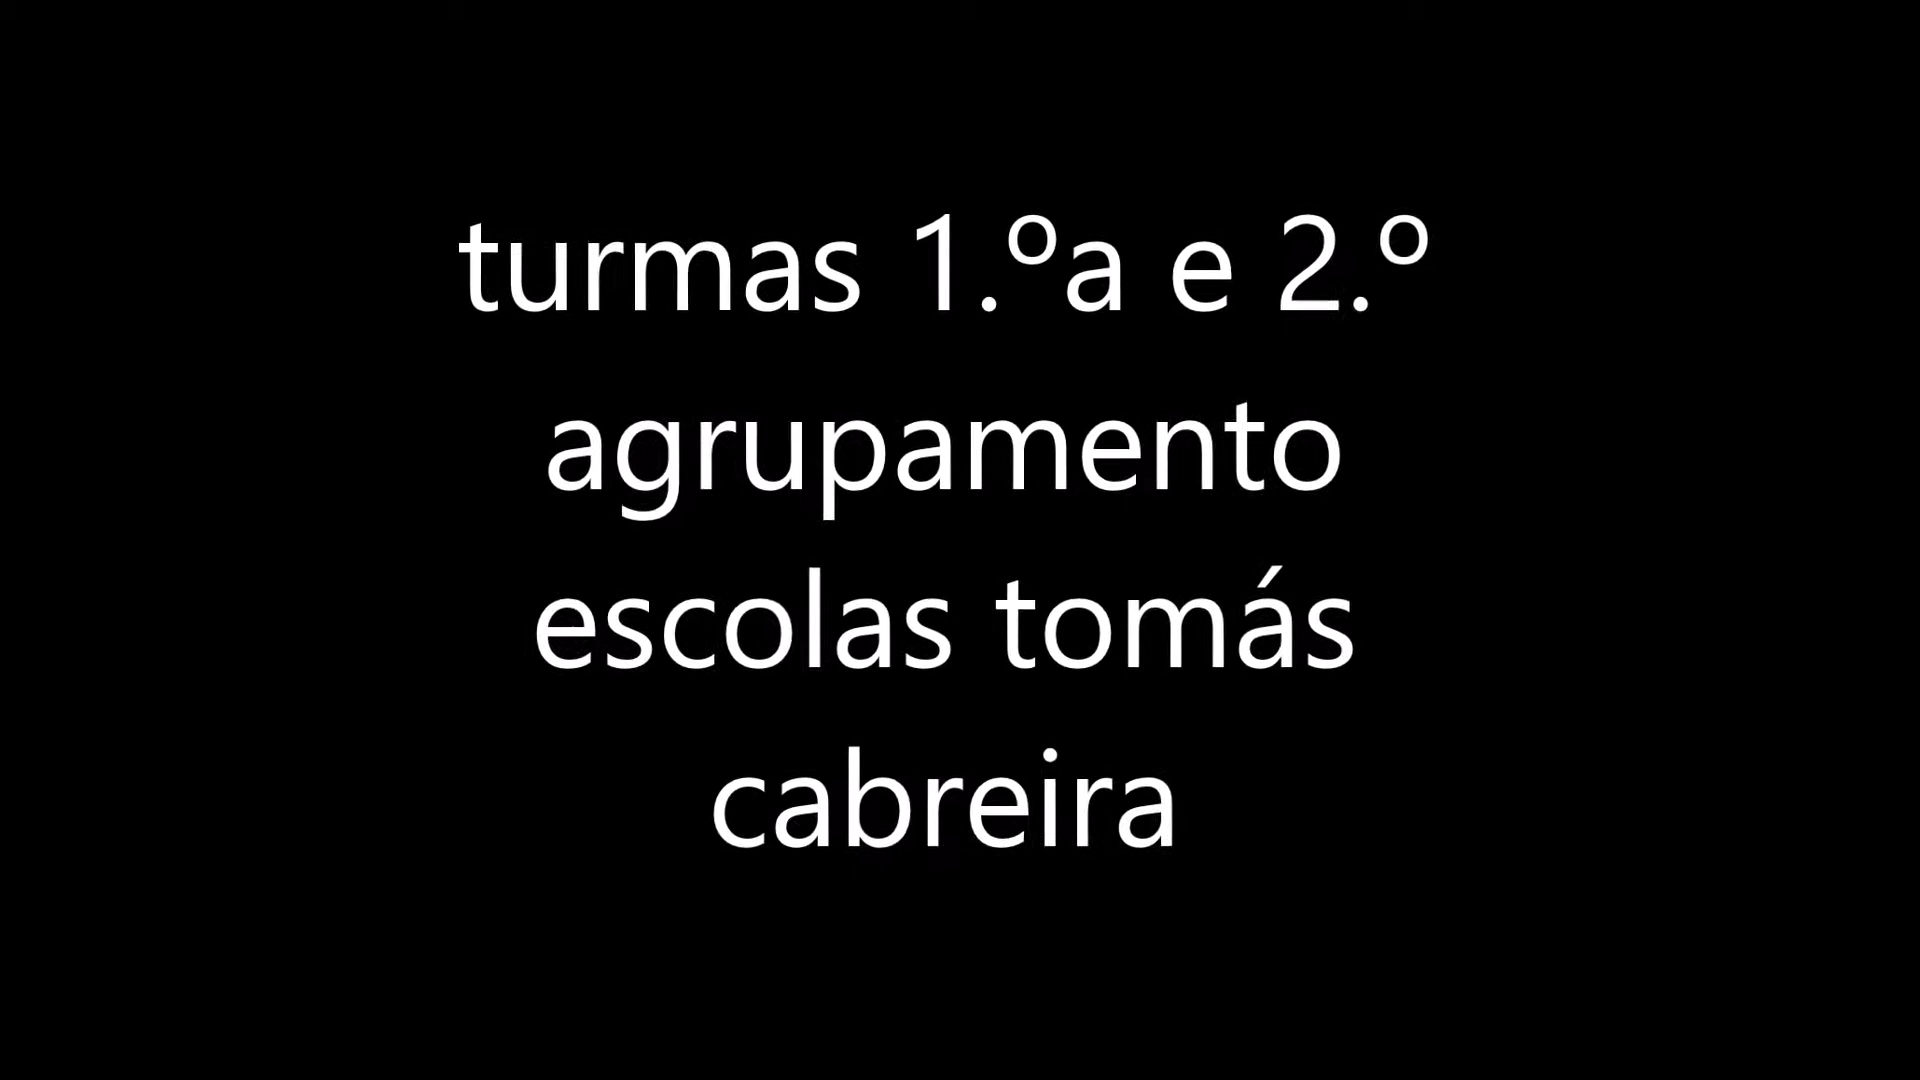 turmas 1.ºa e 2.º
agrupamento
escolas tomás
cabreira